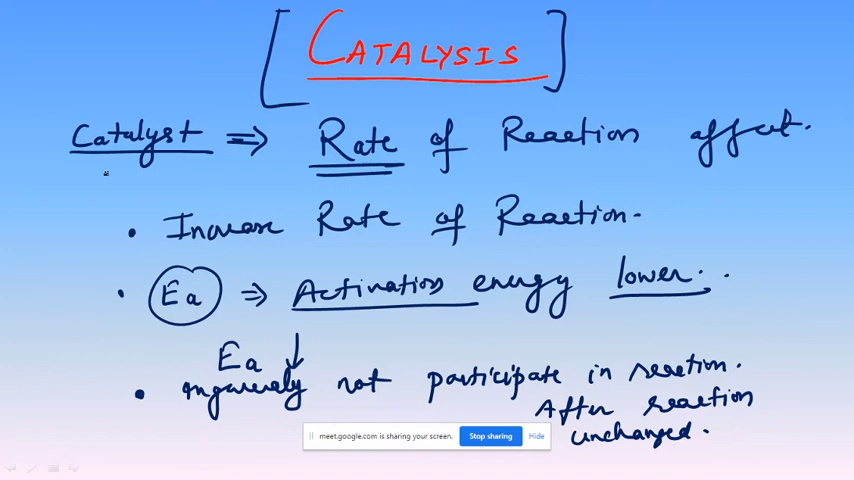 [CATALYSIS]
Catalyst ⇒ Rate of Reaction affect.
• Increase Rate of Reaction.
• Ea ⇒ Activation energy lower.
Ea ↓
• not participate in reaction.
After reaction
unchanged.
meet.google.com is sharing your screen. Stop sharing Hide